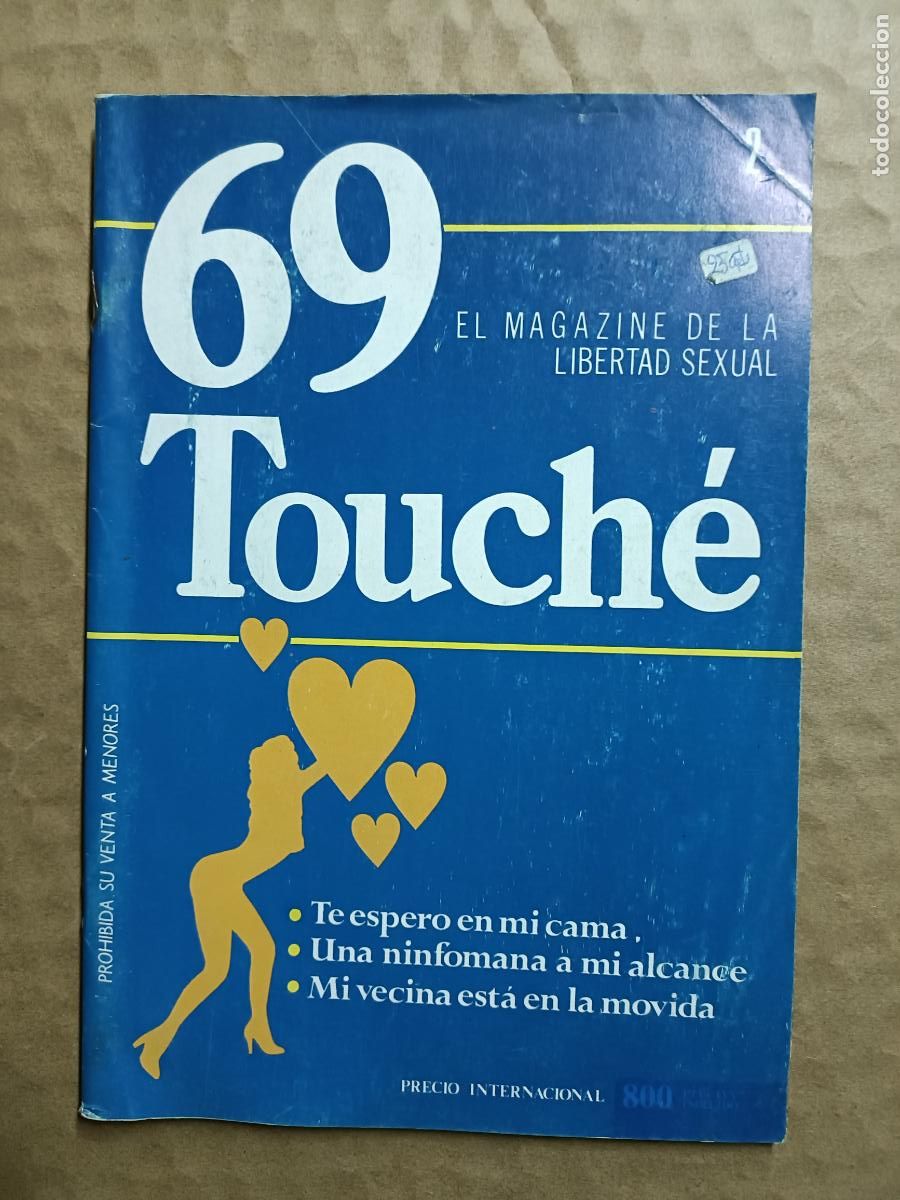 todocoleccion
2
69
EL MAGAZINE DE LA
LIBERTAD SEXUAL
Touché
PROHIBIDA SU VENTA A MENORES
• Te espero en mi cama.
• Una ninfomana a mi alcance
• Mi vecina está en la movida
PRECIO INTERNACIONAL 800